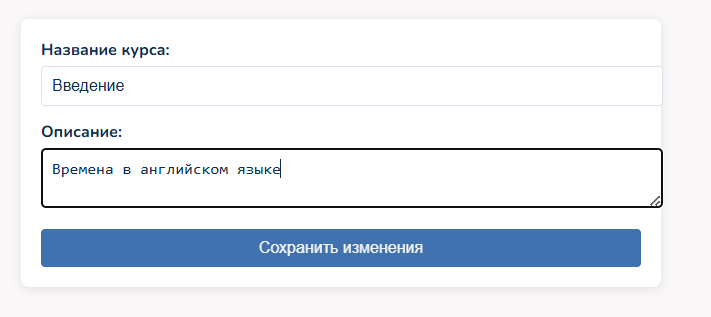 Название курса:
Введение
Описание:
Времена в английском языке
Сохранить изменения